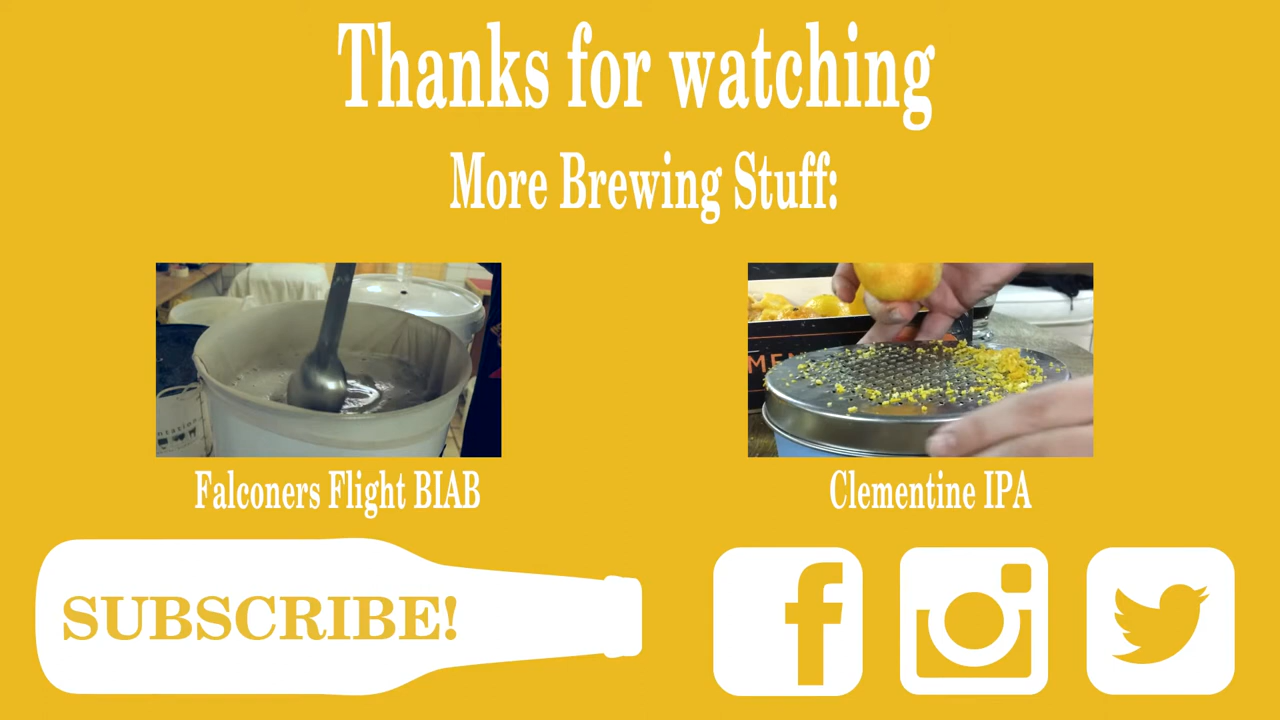 Thanks for watching
More Brewing Stuff:
Falconers Flight BIAB
Clementine IPA
SUBSCRIBE!